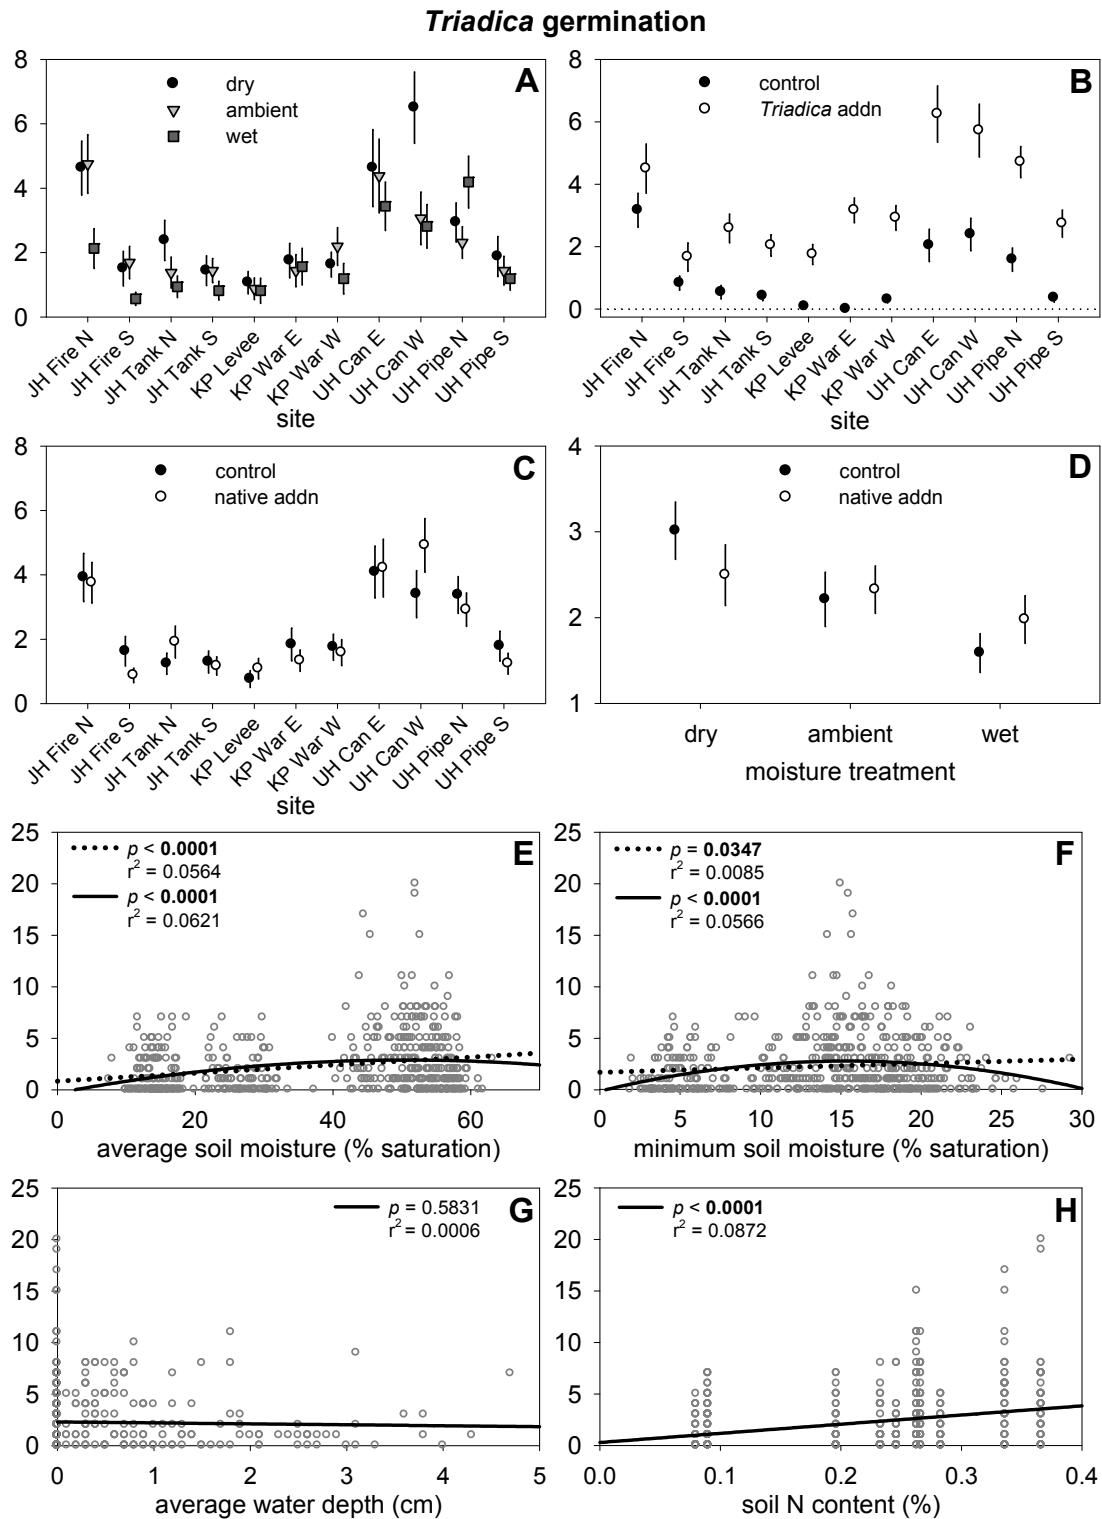 Triadica germination
A
dry
ambient
wet
8
6
4
2
0
JH Fire N
JH Fire S
JH Tank N
JH Tank S
KP Levee
KP War E
KP War W
UH Can E
UH Can W
UH Pipe N
UH Pipe S
site
B
control
Triadica addn
8
6
4
2
0
JH Fire N
JH Fire S
JH Tank N
JH Tank S
KP Levee
KP War E
KP War W
UH Can E
UH Can W
UH Pipe N
UH Pipe S
site
C
control
native addn
8
6
4
2
0
JH Fire N
JH Fire S
JH Tank N
JH Tank S
KP Levee
KP War E
KP War W
UH Can E
UH Can W
UH Pipe N
UH Pipe S
site
D
control
native addn
4
3
2
1
dry ambient wet
moisture treatment
E
p < 0.0001
r² = 0.0564
p < 0.0001
r² = 0.0621
25
20
15
10
5
0
0 20 40 60
average soil moisture (% saturation)
F
p = 0.0347
r² = 0.0085
p < 0.0001
r² = 0.0566
25
20
15
10
5
0
0 5 10 15 20 25 30
minimum soil moisture (% saturation)
G
p = 0.5831
r² = 0.0006
25
20
15
10
5
0
0 1 2 3 4 5
average water depth (cm)
H
p < 0.0001
r² = 0.0872
25
20
15
10
5
0
0.0 0.1 0.2 0.3 0.4
soil N content (%)